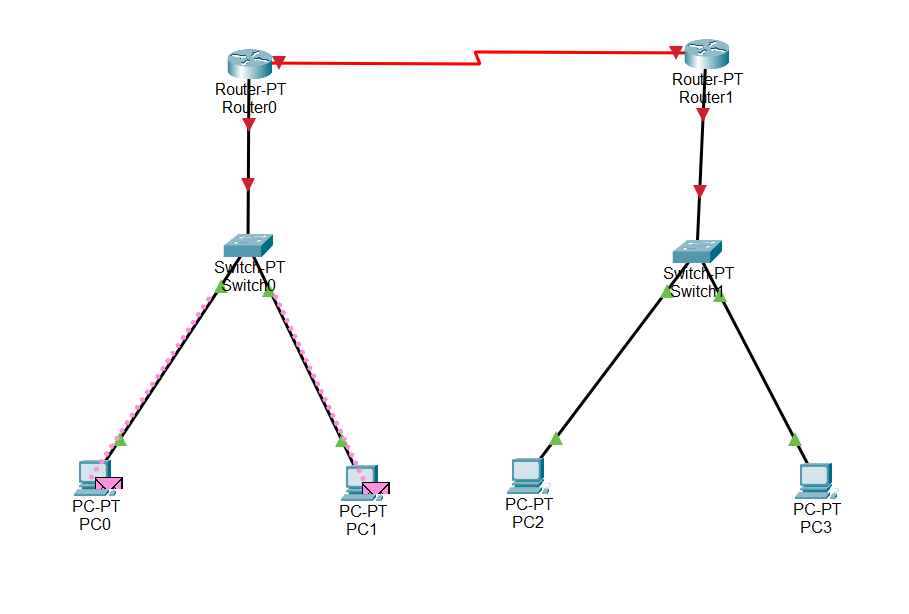 Router-PT
Router0
Router-PT
Router1
Switch-PT
Switch0
Switch-PT
Switch1
PC-PT
PC0
PC-PT
PC1
PC-PT
PC2
PC-PT
PC3